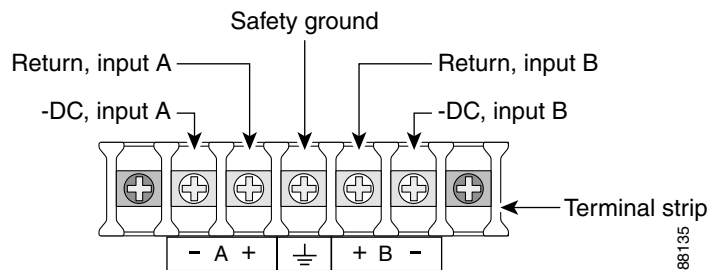 Safety ground
Return, input A
Return, input B
-DC, input A
-DC, input B
Terminal strip
- A +
+ B -
88135